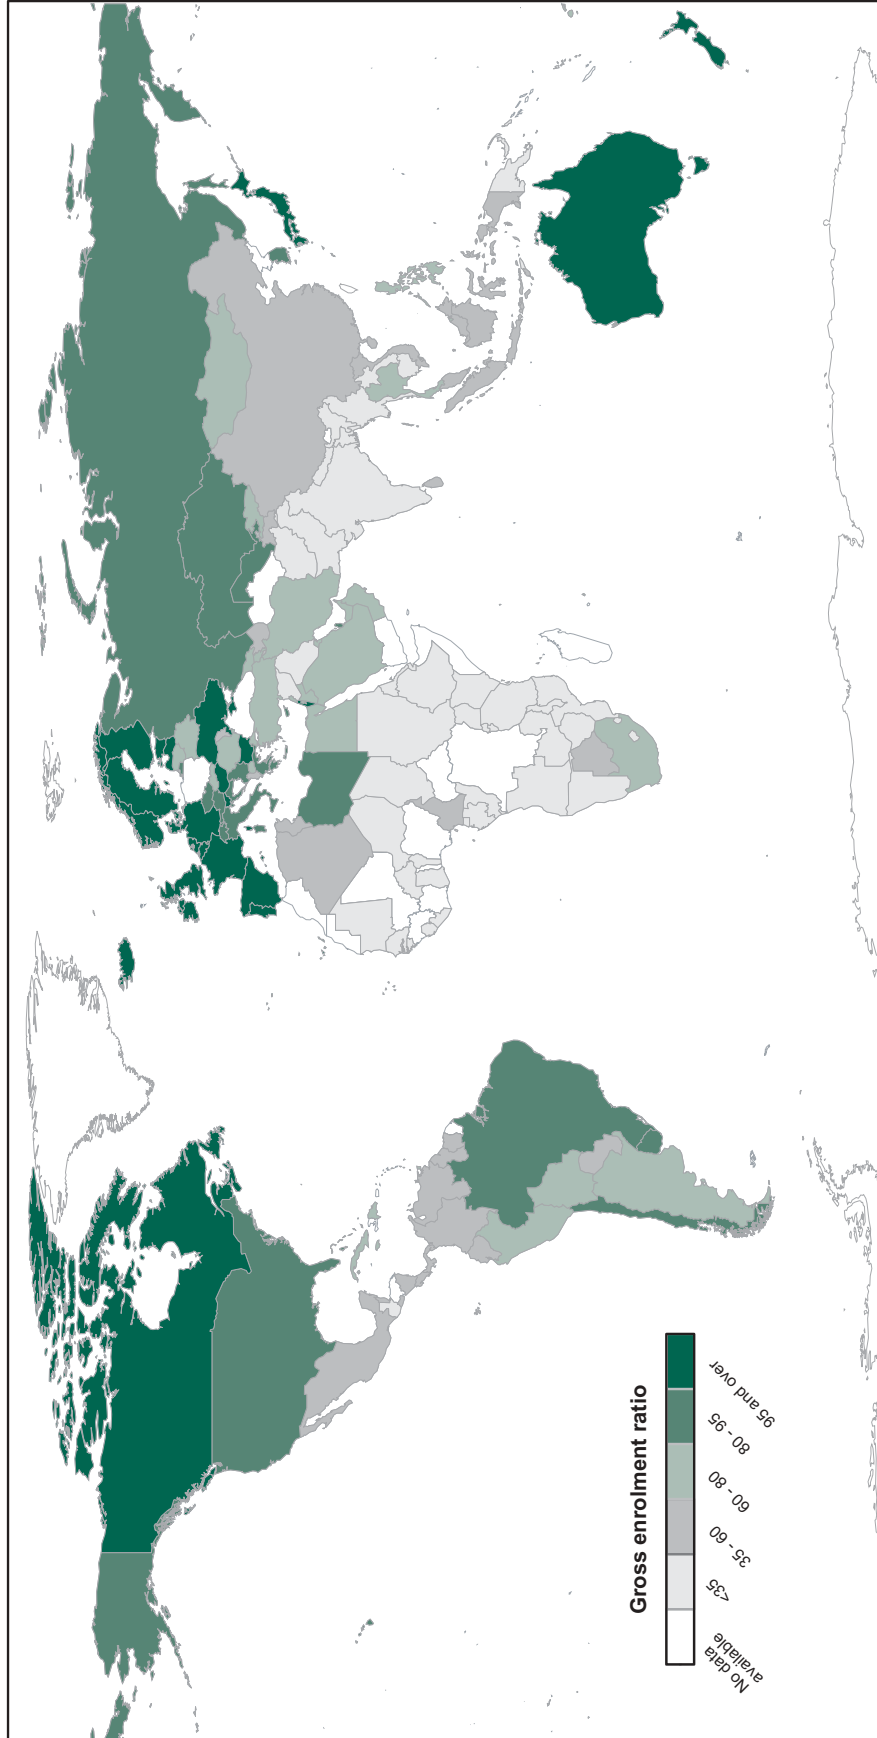 Gross enrolment ratio
No data
available
<35
35 - 60
60 - 80
80 - 95
95 and over